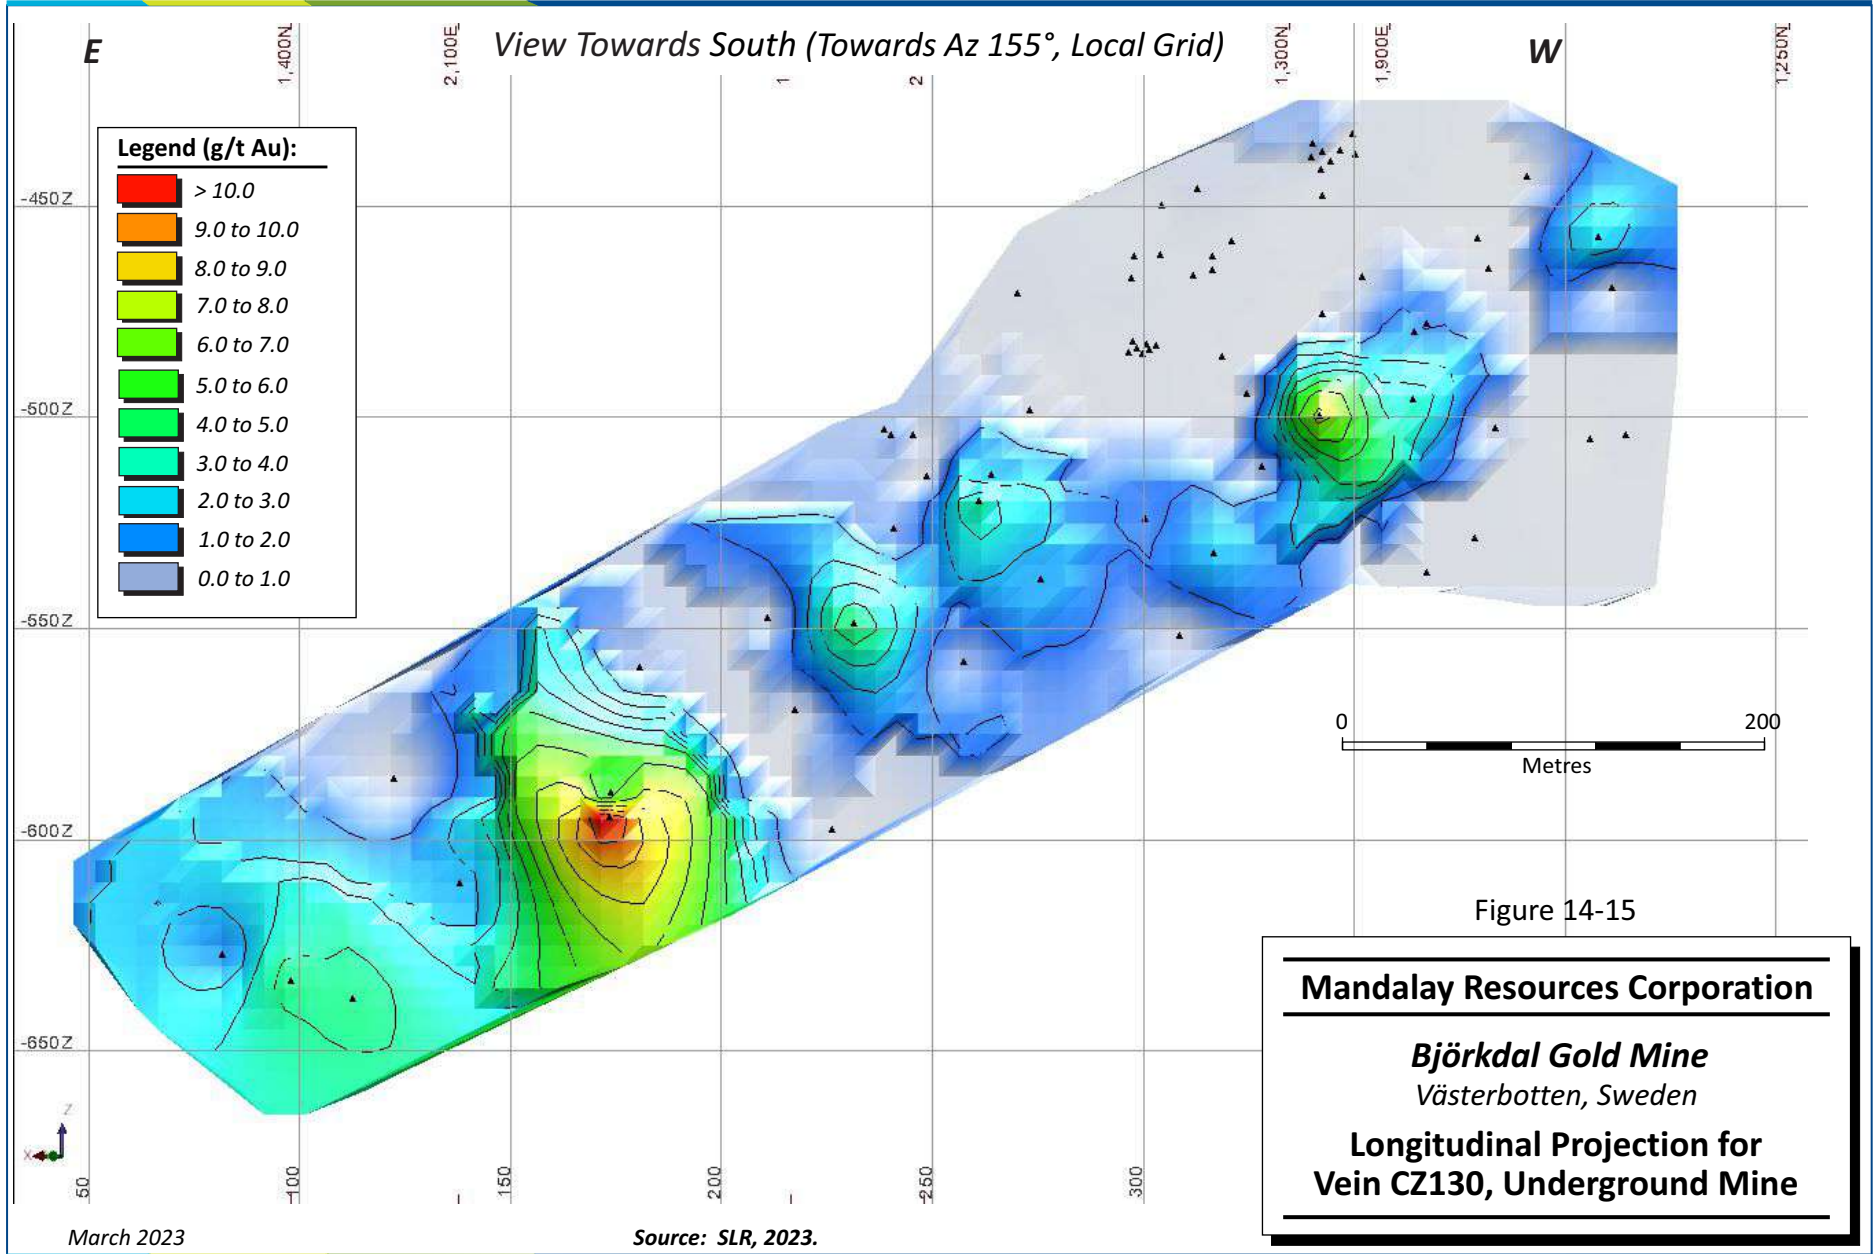 E
1,400N
2,100E
View Towards South (Towards Az 155°, Local Grid)
1
2
1,300N
1,900E
W
1,250N
Legend (g/t Au):
> 10.0
9.0 to 10.0
8.0 to 9.0
7.0 to 8.0
6.0 to 7.0
5.0 to 6.0
4.0 to 5.0
3.0 to 4.0
2.0 to 3.0
1.0 to 2.0
0.0 to 1.0
-450Z
-500Z
-550Z
-600Z
-650Z
0 200
Metres
Figure 14-15
Mandalay Resources Corporation
Björkdal Gold Mine
Västerbotten, Sweden
Longitudinal Projection for
Vein CZ130, Underground Mine
Z
X
50 100 150 200 250 300
March 2023
Source: SLR, 2023.